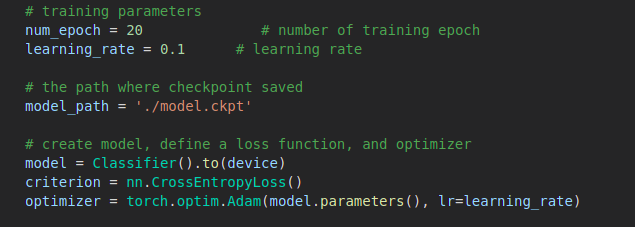 # training parameters
num_epoch = 20               # number of training epoch
learning_rate = 0.1      # learning rate
# the path where checkpoint saved
model_path = './model.ckpt'
# create model, define a loss function, and optimizer
model = Classifier().to(device)
criterion = nn.CrossEntropyLoss()
optimizer = torch.optim.Adam(model.parameters(), lr=learning_rate)